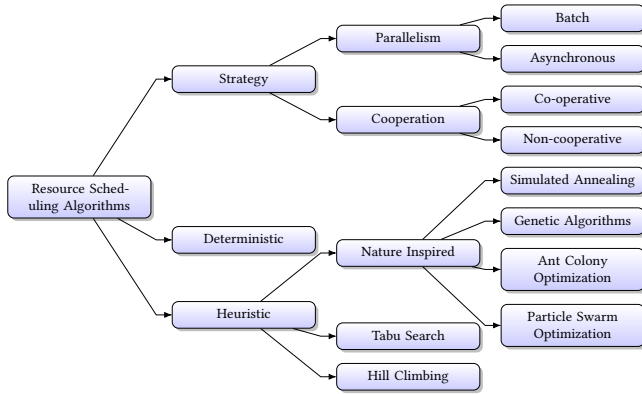 Resource Sched-
uling Algorithms
Strategy
Parallelism
Batch
Asynchronous
Cooperation
Co-operative
Non-cooperative
Deterministic
Heuristic
Nature Inspired
Simulated Annealing
Genetic Algorithms
Ant Colony
Optimization
Particle Swarm
Optimization
Tabu Search
Hill Climbing